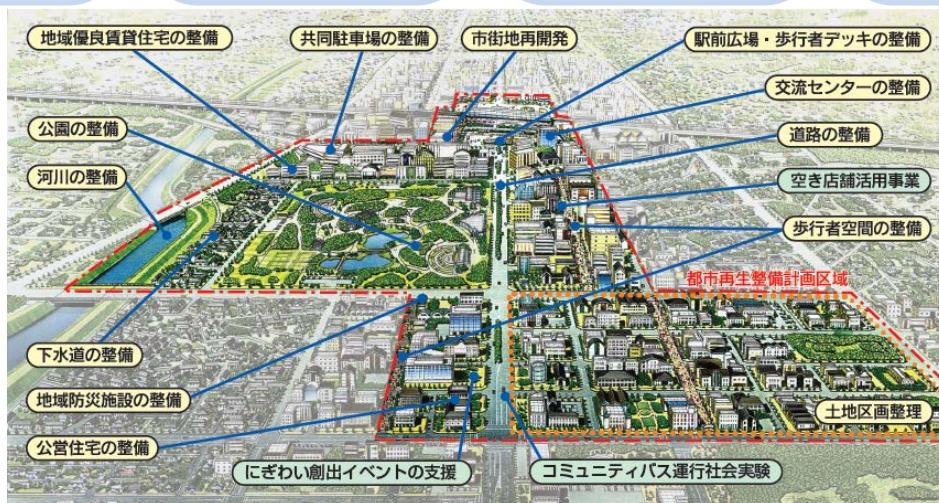 地域優良賃貸住宅の整備
共同駐車場の整備
市街地再開発
駅前広場・歩行者デッキの整備
交流センターの整備
公園の整備
道路の整備
河川の整備
空き店舗活用事業
歩行者空間の整備
都市再生整備計画区域
下水道の整備
地域防災施設の整備
土地区画整理
公営住宅の整備
にぎわい創出イベントの支援
コミュニティバス運行社会実験